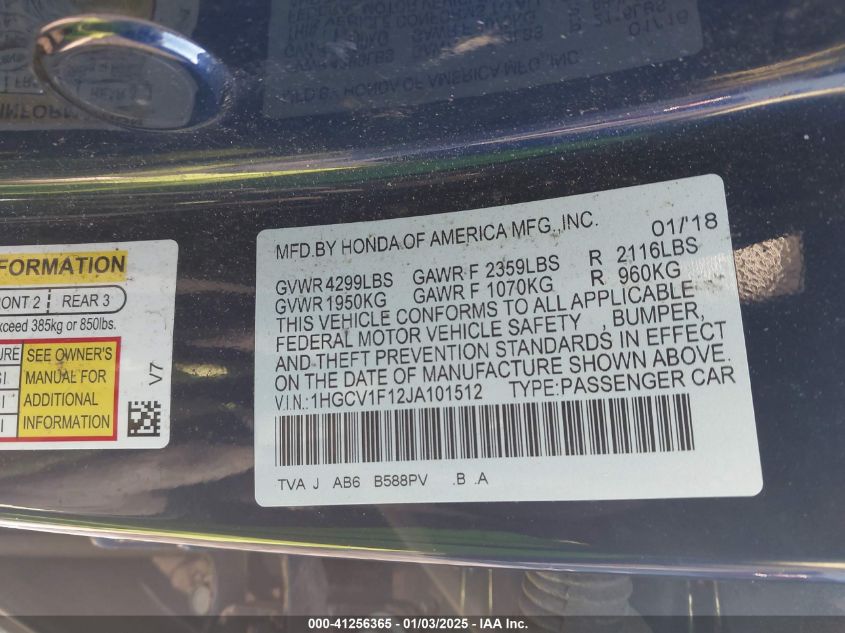 MFD.BY HONDA OF AMERICA MFG.,INC. 01/'18
GVWR 4299LBS GAWR F 2359LBS R 2116LBS
GVWR 1950KG GAWR F 1070KG R 960KG
THIS VEHICLE CONFORMS TO ALL APPLICABLE
FEDERAL MOTOR VEHICLE SAFETY , BUMPER,
AND THEFT PREVENTION STANDARDS IN EFFECT
ON THE DATE OF MANUFACTURE SHOWN ABOVE.
V.I.N.:1HGCV1F12JA101512 TYPE:PASSENGER CAR
TVA J AB6 B588PV .B .A
FORMATION
RONT 2 REAR 3
exceed 385kg or 850lbs.
SEE OWNER'S
MANUAL FOR
ADDITIONAL
INFORMATION
V7
000-41256365 - 01/03/2025 - IAA Inc.